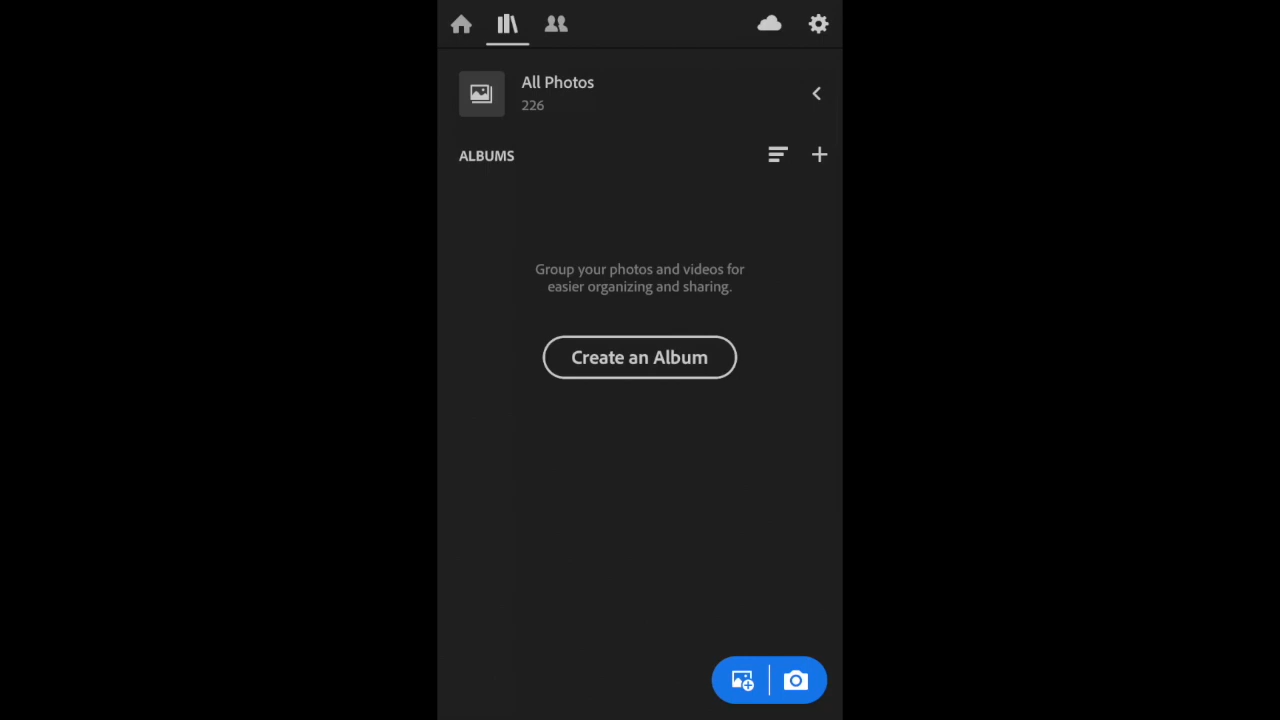 All Photos
226
ALBUMS
Group your photos and videos for
easier organizing and sharing.
Create an Album